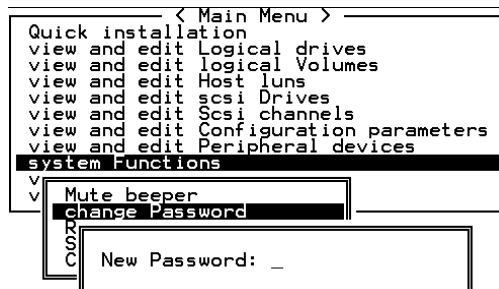 < Main Menu >
Quick installation
view and edit Logical drives
view and edit logical Volumes
view and edit Host luns
view and edit scsi Drives
view and edit Scsi channels
view and edit Configuration parameters
view and edit Peripheral devices
system Functions
v
v
Mute beeper
change Password
R
S
C
New Password: _